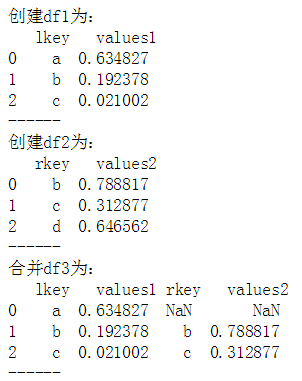 创建df1为:
lkey values1
0 a 0.634827
1 b 0.192378
2 c 0.021002
------
创建df2为:
rkey values2
0 b 0.788817
1 c 0.312877
2 d 0.646562
------
合并df3为:
lkey values1 rkey values2
0 a 0.634827 NaN NaN
1 b 0.192378 b 0.788817
2 c 0.021002 c 0.312877
------